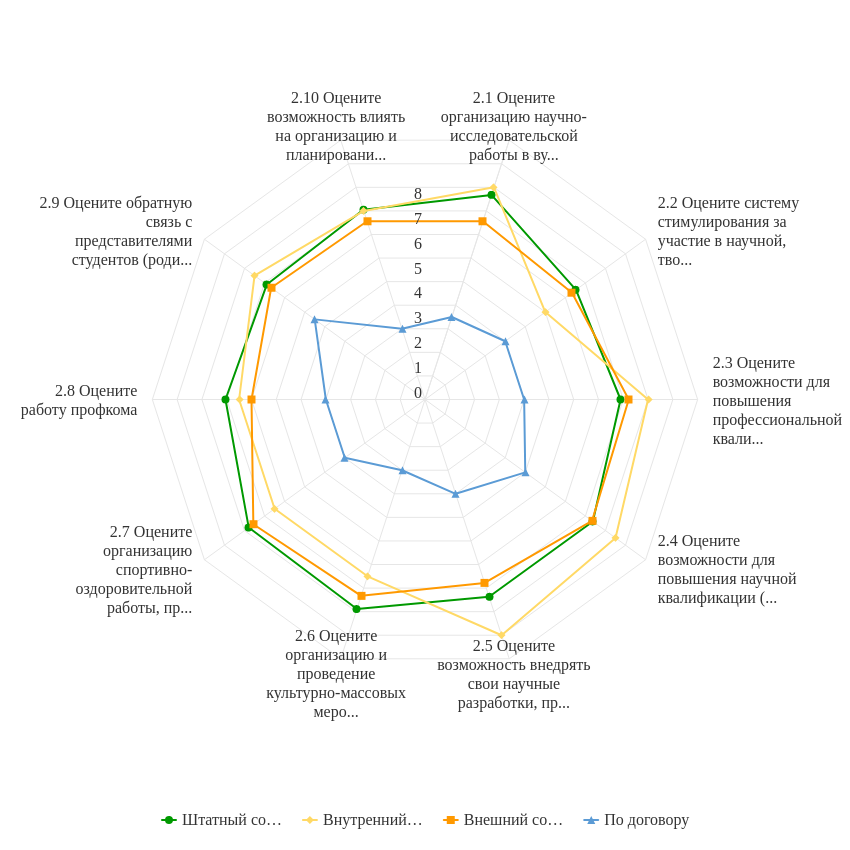 2.10 Оцените
возможность влиять
на организацию и
планировани...
2.1 Оцените
организацию научно-
исследовательской
работы в ву...
2.9 Оцените обратную
связь с
представителями
студентов (роди...
2.2 Оцените систему
стимулирования за
участие в научной,
тво...
8
7
6
5
4
3
2
1
0
2.8 Оцените
работу профкома
2.3 Оцените
возможности для
повышения
профессиональной
квали...
2.7 Оцените
организацию
спортивно-
оздоровительной
работы, пр...
2.4 Оцените
возможности для
повышения научной
квалификации (...
2.6 Оцените
организацию и
проведение
культурно-массовых
меро...
2.5 Оцените
возможность внедрять
свои научные
разработки, пр...
Штатный со… Внутренний… Внешний со… По договору